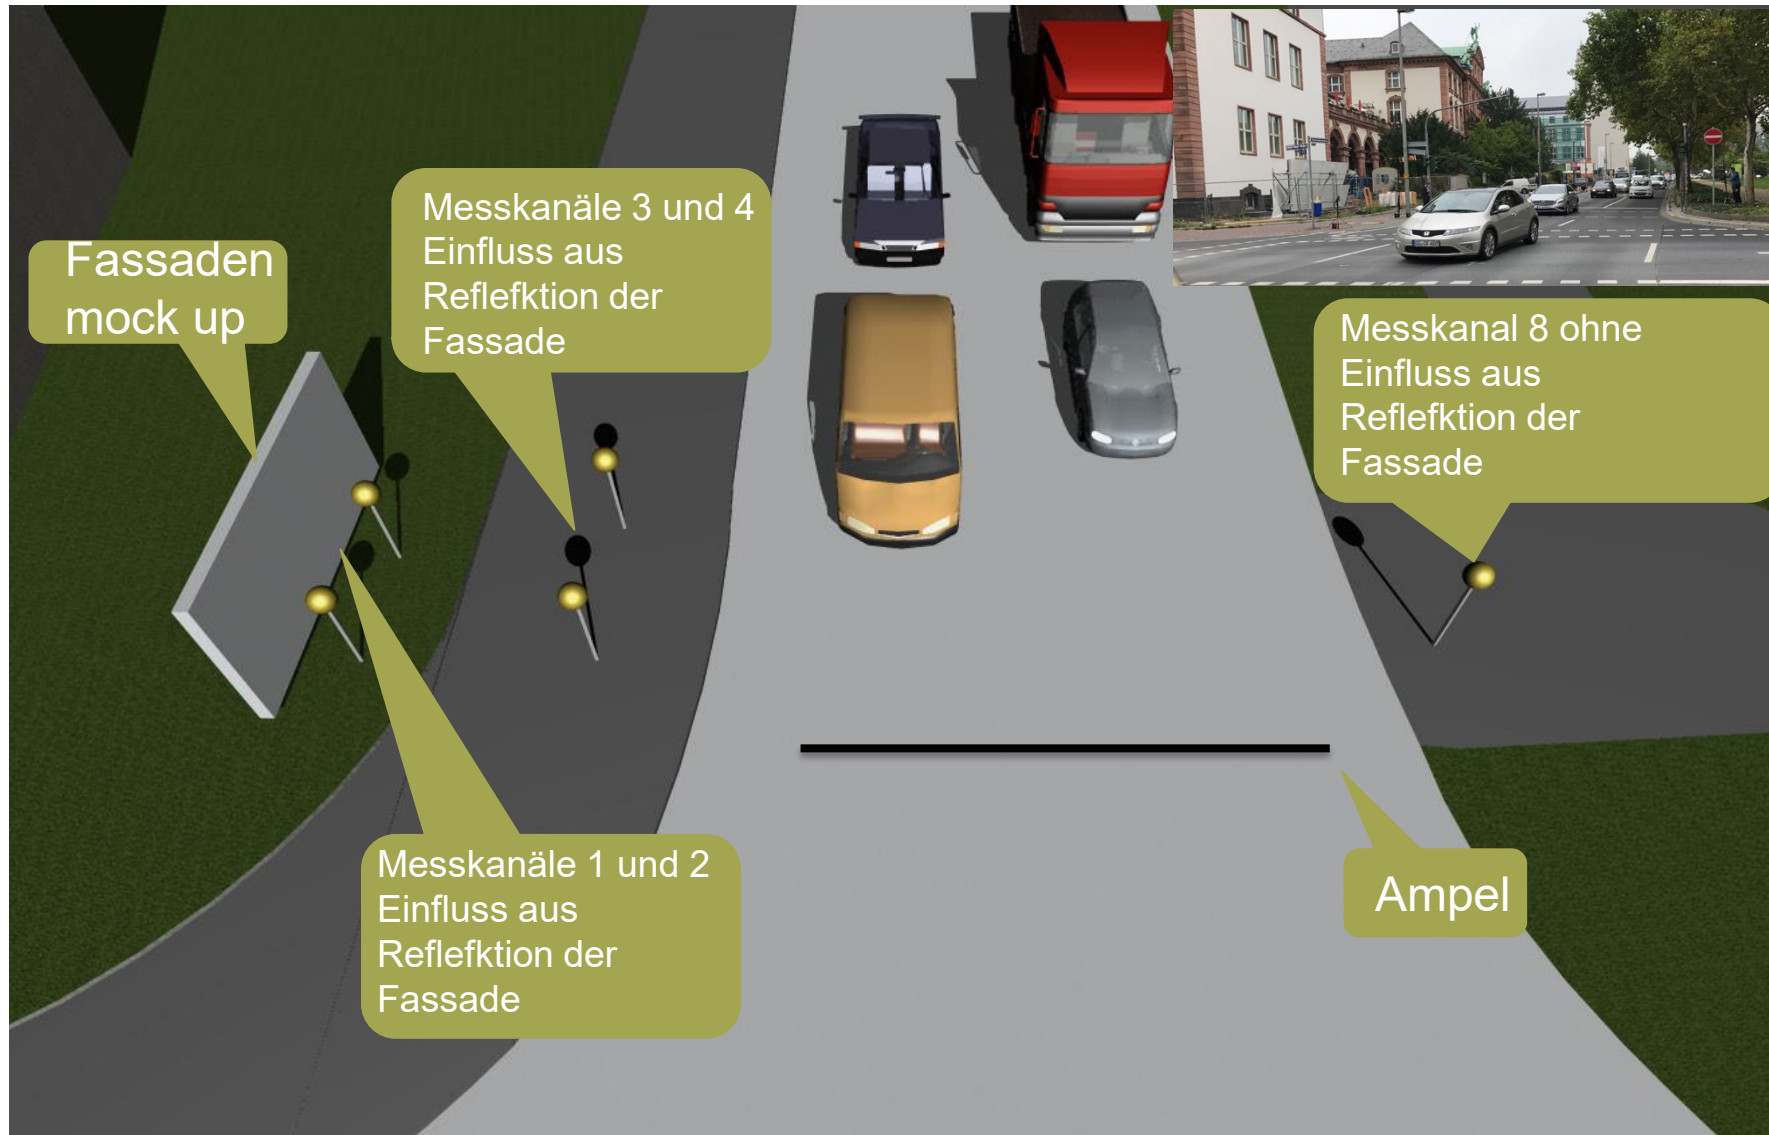 Fassaden
mock up
Messkanäle 3 und 4
Einfluss aus
Reflefktion der
Fassade
Messkanal 8 ohne
Einfluss aus
Reflefktion der
Fassade
Messkanäle 1 und 2
Einfluss aus
Reflefktion der
Fassade
Ampel